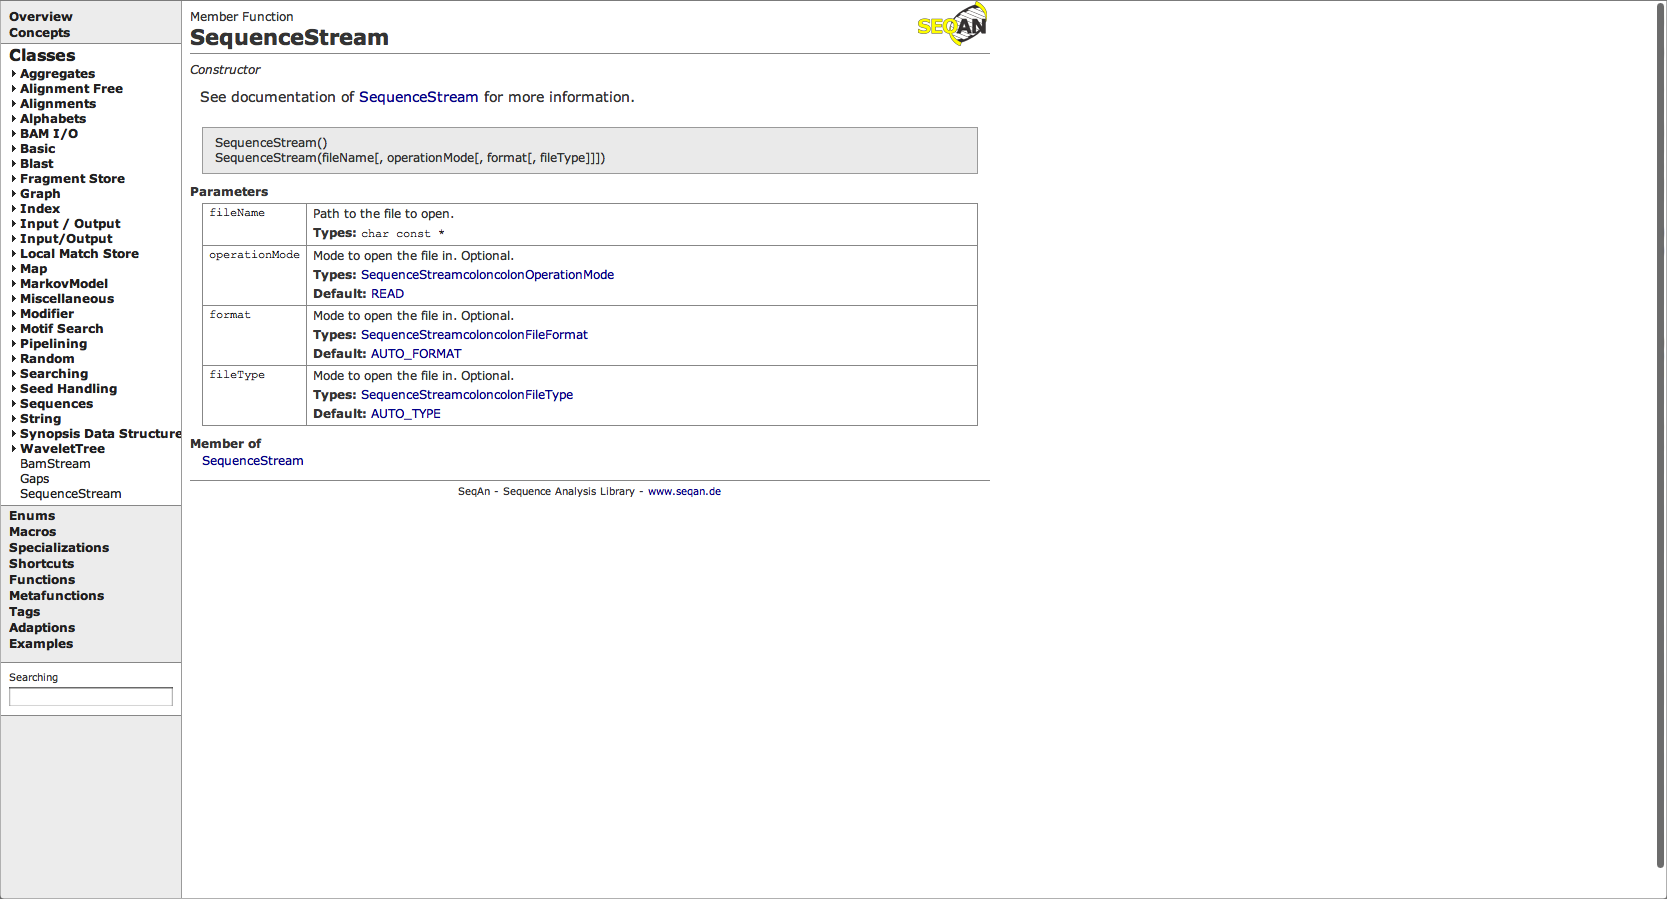 Overview
Concepts
Classes
Aggregates
Alignment Free
Alignments
Alphabets
BAM I/O
Basic
Blast
Fragment Store
Graph
Index
Input / Output
Input/Output
Local Match Store
Map
MarkovModel
Miscellaneous
Modifier
Motif Search
Pipelining
Random
Searching
Seed Handling
Sequences
String
Synopsis Data Structure
WaveletTree
BamStream
Gaps
SequenceStream
Enums
Macros
Specializations
Shortcuts
Functions
Metafunctions
Tags
Adaptions
Examples
Searching
Member Function
SequenceStream
SEQAN
Constructor
See documentation of SequenceStream for more information.
SequenceStream()
SequenceStream(fileName[, operationMode[, format[, fileType]]])
Parameters
fileName
Path to the file to open.
Types: char const *
operationMode
Mode to open the file in. Optional.
Types: SequenceStreamcoloncolonOperationMode
Default: READ
format
Mode to open the file in. Optional.
Types: SequenceStreamcoloncolonFileFormat
Default: AUTO_FORMAT
fileType
Mode to open the file in. Optional.
Types: SequenceStreamcoloncolonFileType
Default: AUTO_TYPE
Member of
SequenceStream
SeqAn - Sequence Analysis Library - www.seqan.de